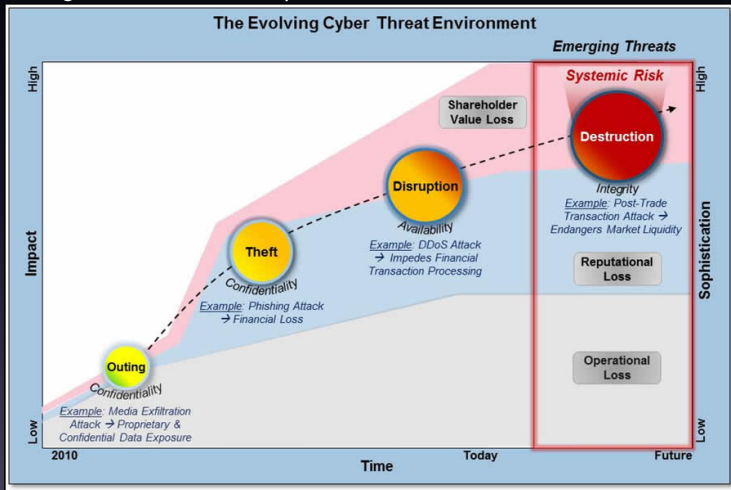 The Evolving Cyber Threat Environment
Emerging Threats
Systemic Risk
High
High
Shareholder
Value Loss
Destruction
Integrity
Example: Post-Trade
Transaction Attack →
Endangers Market Liquidity
Disruption
Availability
Example: DDoS Attack
→ Impedes Financial
Transaction Processing
Theft
Confidentiality
Example: Phishing Attack
→ Financial Loss
Reputational
Loss
Impact
Sophistication
Outing
Confidentiality
Example: Media Exfiltration
Attack → Proprietary &
Confidential Data Exposure
Operational
Loss
Low
Low
2010
Today
Future
Time